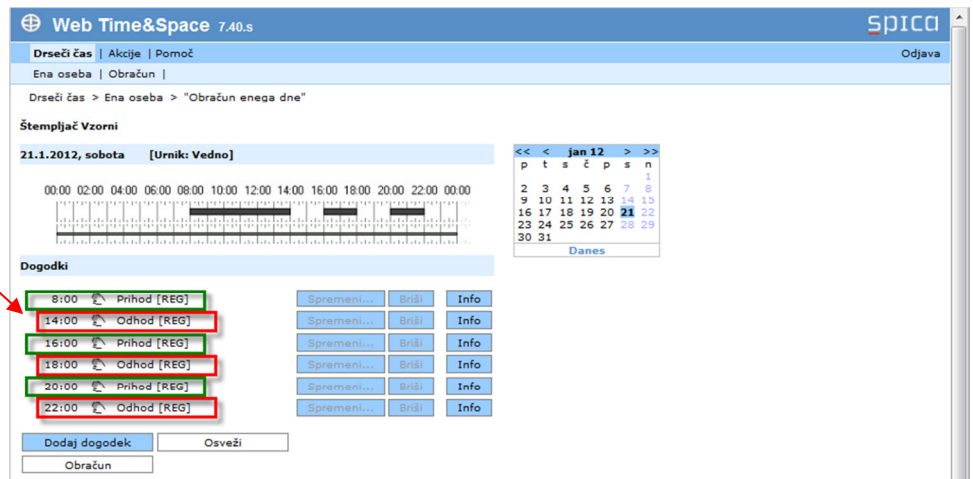 Web Time&Space 7.40.s
spica
Drseči čas | Akcije | Pomoč
Odjava
Ena oseba | Obračun |
Drseči čas > Ena oseba > "Obračun enega dne"
Štempljač Vzorni
21.1.2012, sobota [Urnik: Vedno]
00:00 02:00 04:00 06:00 08:00 10:00 12:00 14:00 16:00 18:00 20:00 22:00 00:00
<< < jan 12 > >>
p t s č p s n
1
2 3 4 5 6 7 8
9 10 11 12 13 14 15
16 17 18 19 20 21 22
23 24 25 26 27 28 29
30 31
Danes
Dogodki
8:00 Prihod [REG] Spremeni... Briši Info
14:00 Odhod [REG] Spremeni... Briši Info
16:00 Prihod [REG] Spremeni... Briši Info
18:00 Odhod [REG] Spremeni... Briši Info
20:00 Prihod [REG] Spremeni... Briši Info
22:00 Odhod [REG] Spremeni... Briši Info
Dodaj dogodek Osveži
Obračun